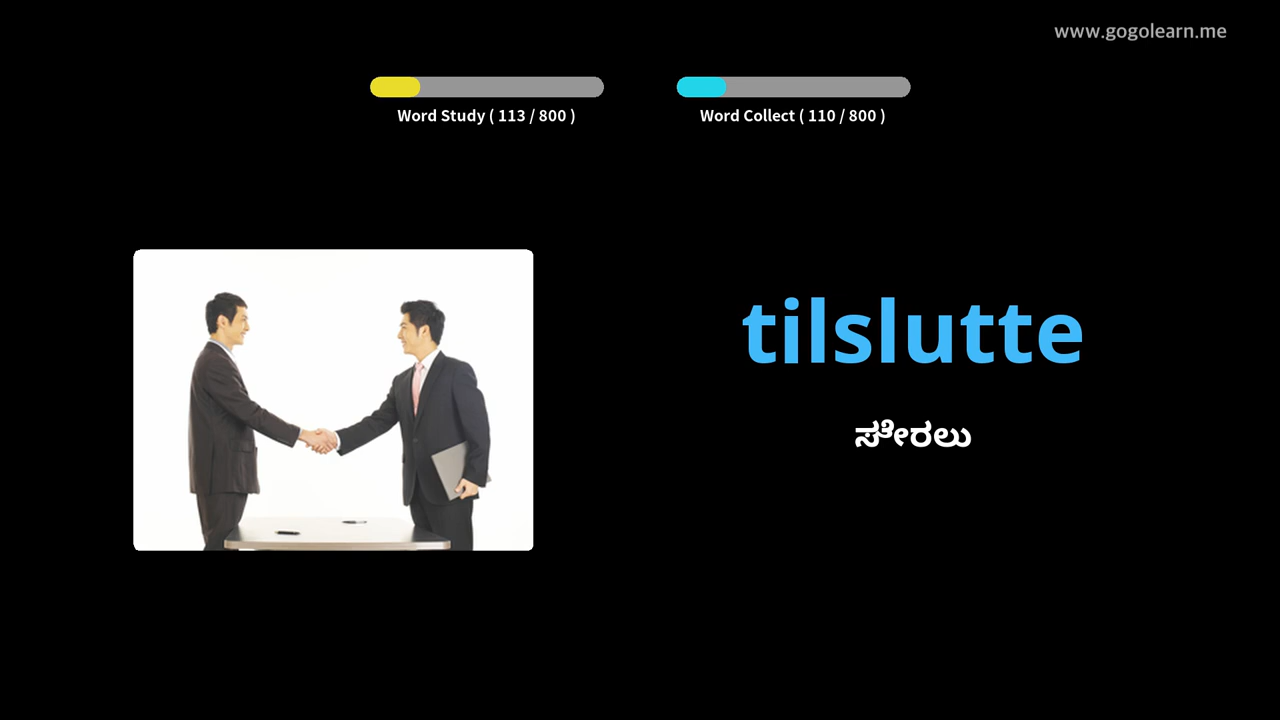 www.gogolearn.me
Word Study ( 113 / 800 )
Word Collect ( 110 / 800 )
tilslutte
ಸೇರಲು